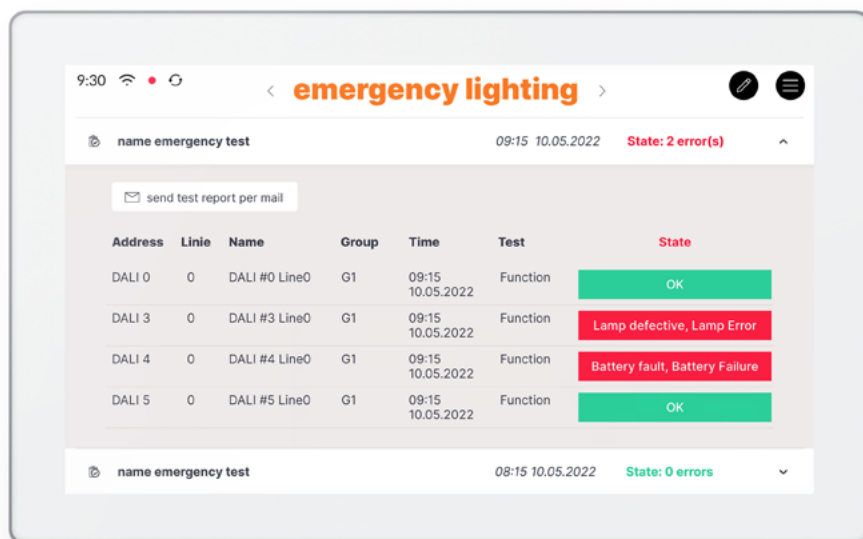 9:30
< emergency lighting >
name emergency test 09:15 10.05.2022 State: 2 error(s)
send test report per mail
Address Linie Name Group Time Test State
DALI 0 0 DALI #0 Line0 G1 09:15 10.05.2022 Function OK
DALI 3 0 DALI #3 Line0 G1 09:15 10.05.2022 Function Lamp defective, Lamp Error
DALI 4 0 DALI #4 Line0 G1 09:15 10.05.2022 Function Battery fault, Battery Failure
DALI 5 0 DALI #5 Line0 G1 09:15 10.05.2022 Function OK
name emergency test 08:15 10.05.2022 State: 0 errors